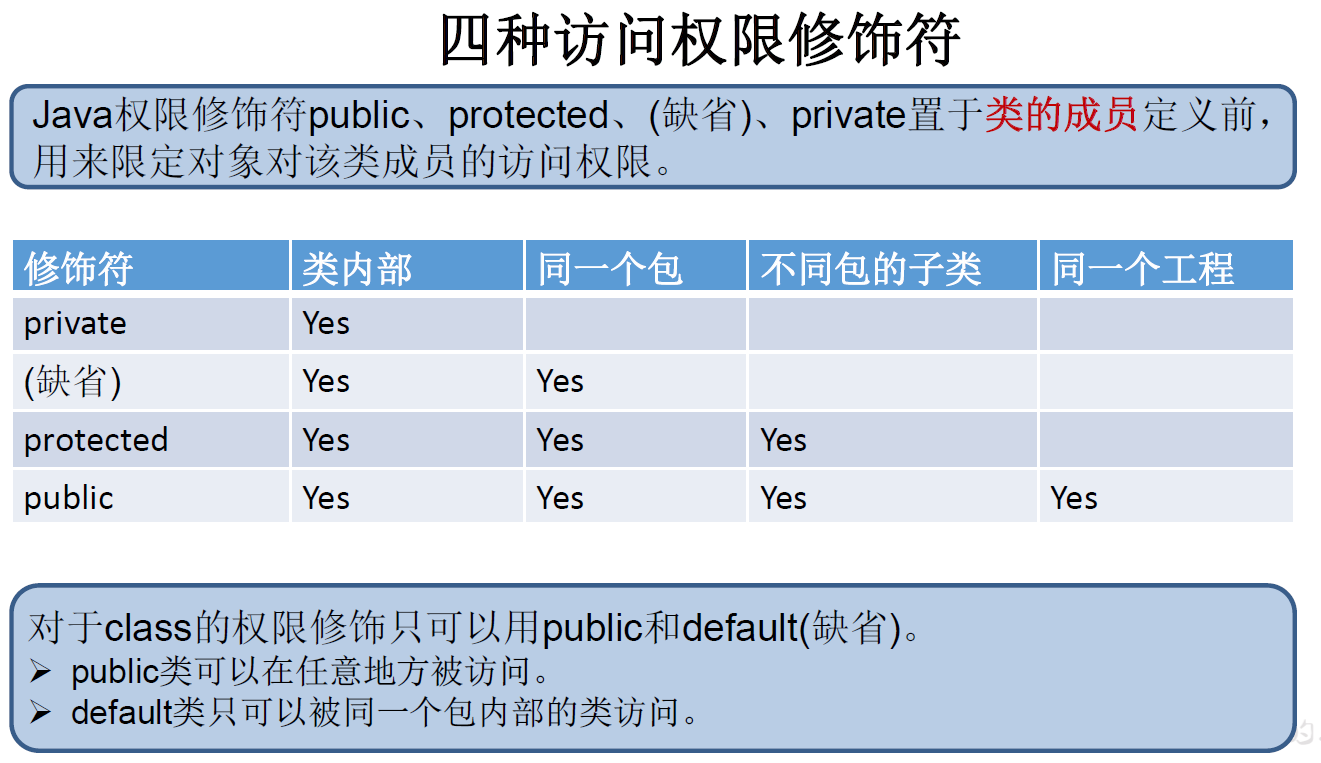 四种访问权限修饰符
Java权限修饰符public、protected、(缺省)、private置于类的成员定义前，
用来限定对象对该类成员的访问权限。
修饰符 类内部 同一个包 不同包的子类 同一个工程
private Yes
(缺省) Yes Yes
protected Yes Yes Yes
public Yes Yes Yes Yes
对于class的权限修饰只可以用public和default(缺省)。
➢ public类可以在任意地方被访问。
➢ default类只可以被同一个包内部的类访问。
的